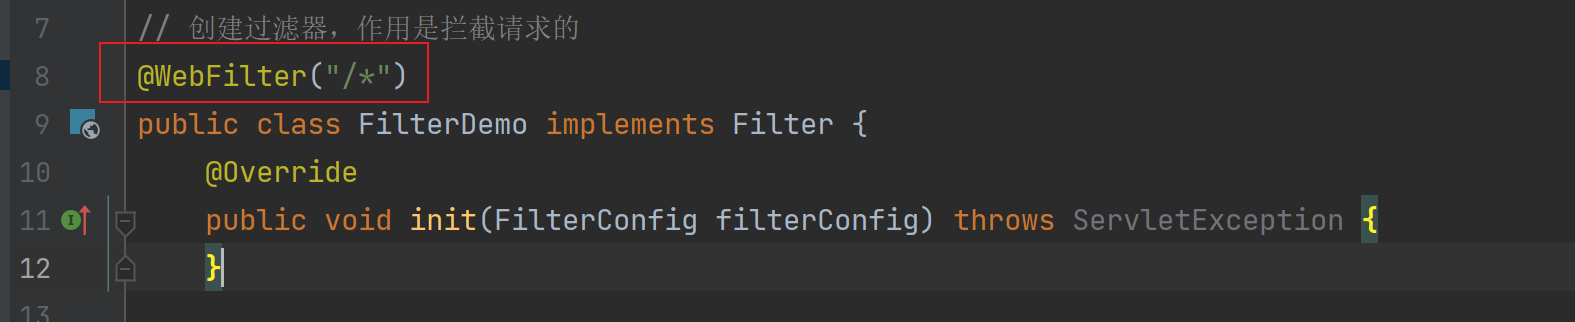 7 // 创建过滤器，作用是拦截请求的
8 @WebFilter("/*")
9 public class FilterDemo implements Filter {
10 @Override
11 public void init(FilterConfig filterConfig) throws ServletException {
12 }
13